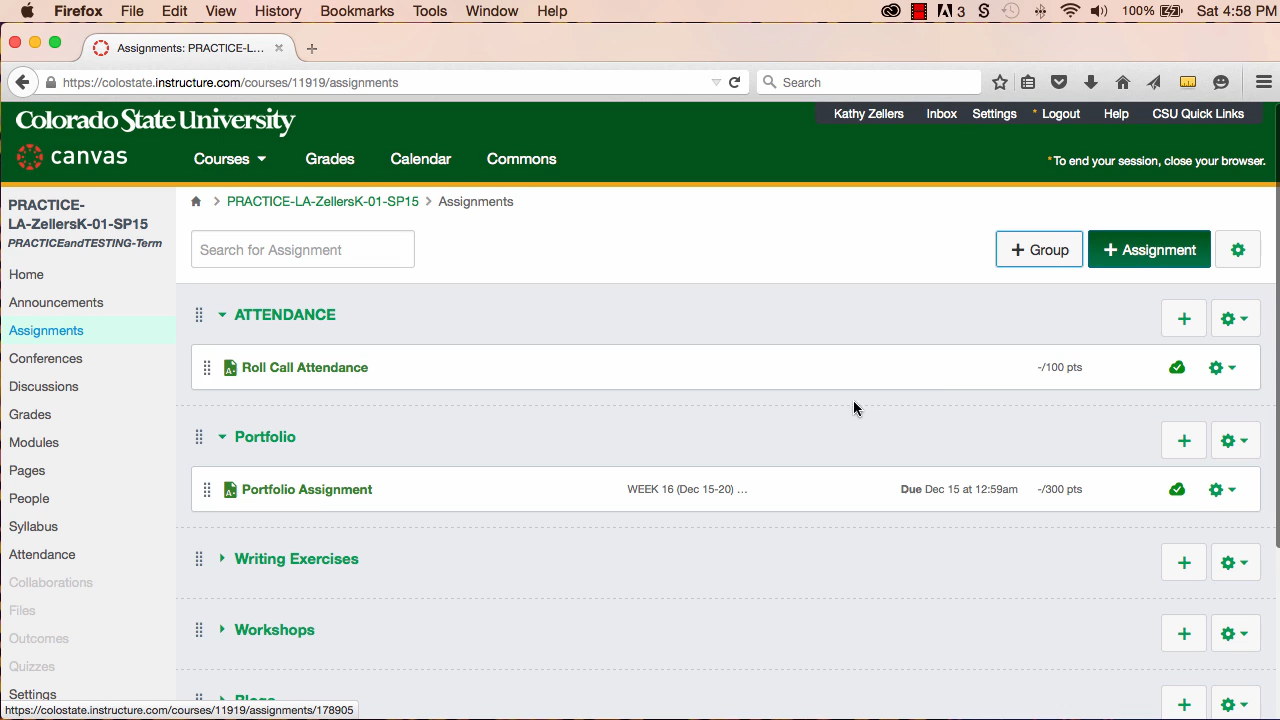 Firefox File Edit View History Bookmarks Tools Window Help 3 100% Sat 4:58 PM
Assignments: PRACTICE-L...
https://colostate.instructure.com/courses/11919/assignments Search
Colorado State University
Kathy Zellers Inbox Settings * Logout Help CSU Quick Links
canvas Courses Grades Calendar Commons
*To end your session, close your browser.
PRACTICE-
LA-ZellersK-01-SP15
PRACTICEandTESTING-Term
PRACTICE-LA-ZellersK-01-SP15 > Assignments
Search for Assignment + Group + Assignment
Home
Announcements
Assignments
Conferences
Discussions
Grades
Modules
Pages
People
Syllabus
Attendance
Collaborations
Files
Outcomes
Quizzes
Settings
ATTENDANCE
Roll Call Attendance -/100 pts
Portfolio
Portfolio Assignment WEEK 16 (Dec 15-20) ... Due Dec 15 at 12:59am -/300 pts
Writing Exercises
Workshops
Blogs
https://colostate.instructure.com/courses/11919/assignments/178905